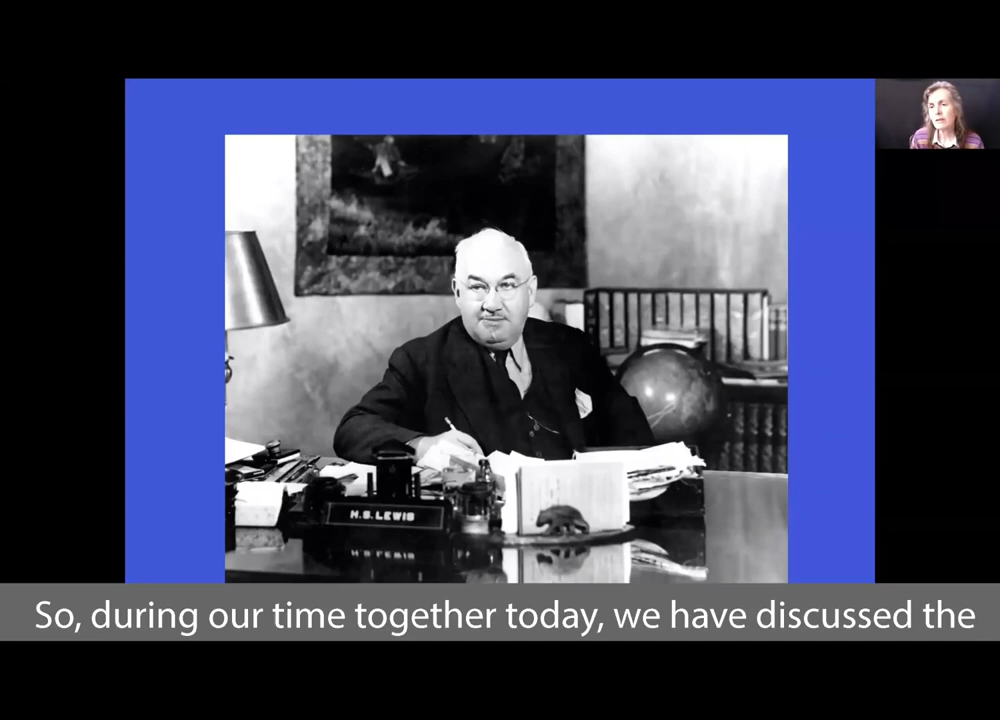 H.S. LEWIS
So, during our time together today, we have discussed the